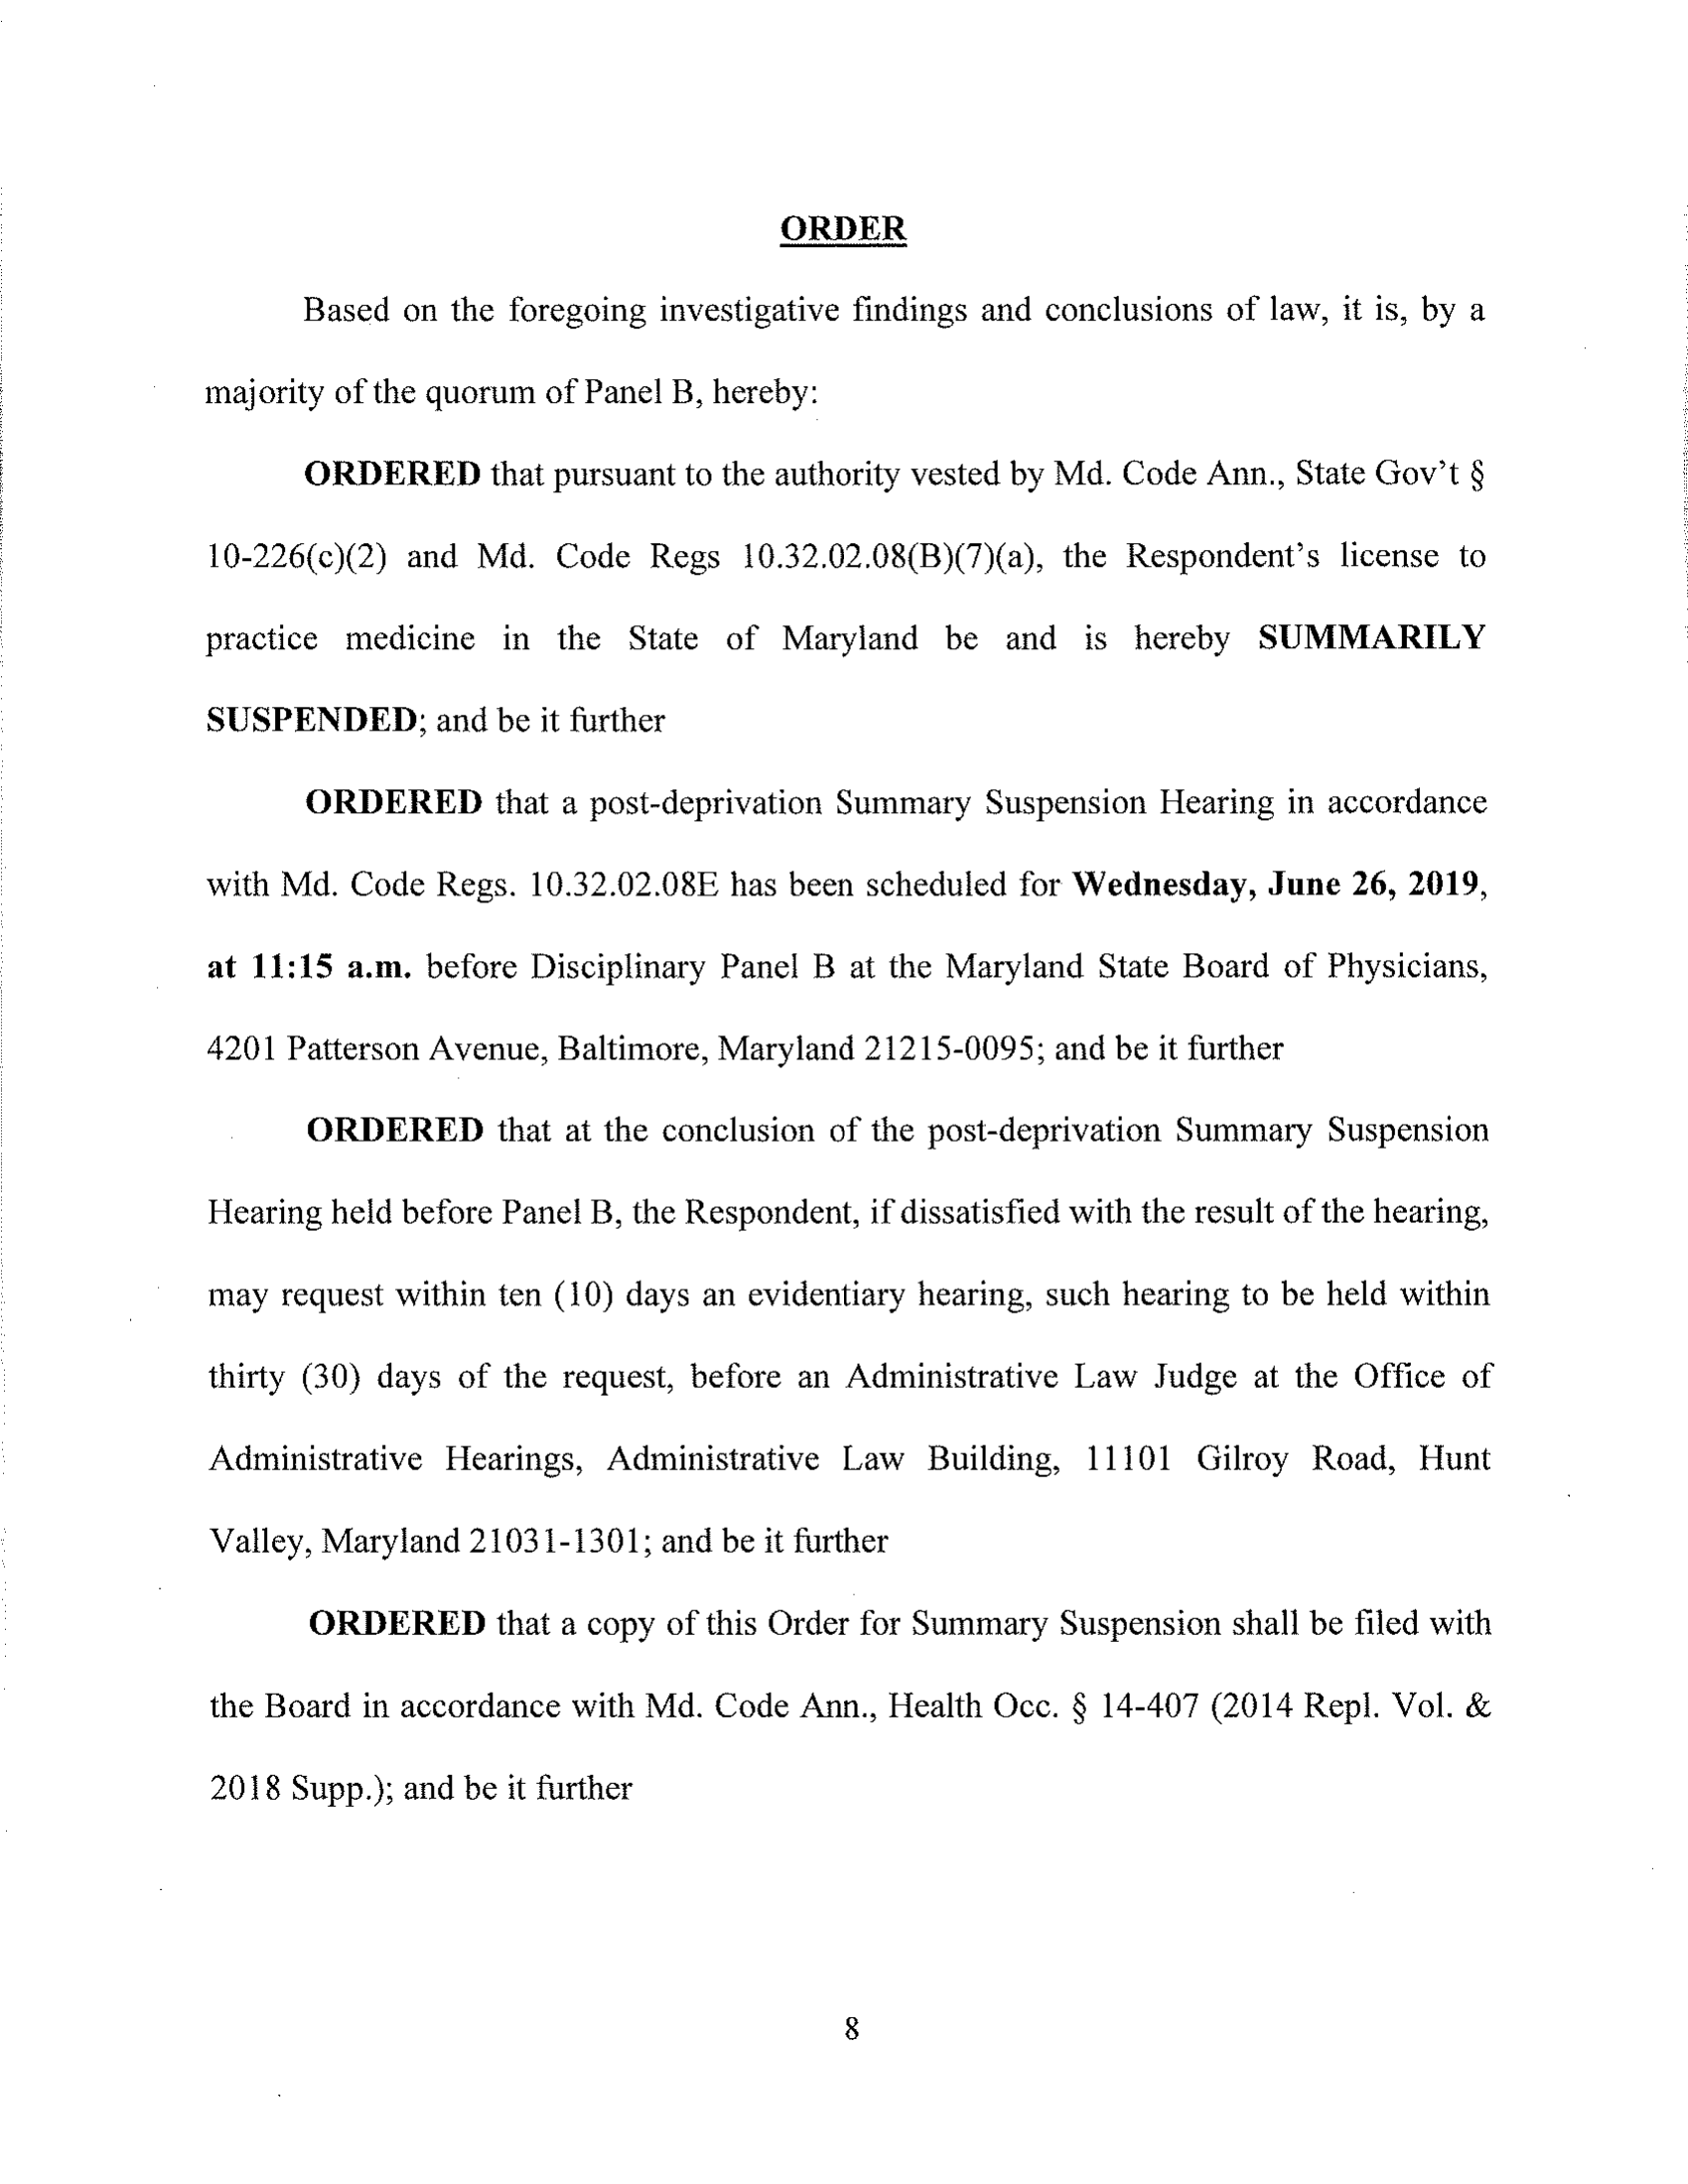 ORDER
Based on the foregoing investigative findings and conclusions of law, it is, by a
majority of the quorum of Panel B, hereby:
ORDERED that pursuant to the authority vested by Md. Code Ann., State Gov't §
10-226(c)(2) and Md. Code Regs 10.32.02.08(B)(7)(a), the Respondent's license to
practice medicine in the State of Maryland be and is hereby SUMMARILY
SUSPENDED; and be it further
ORDERED that a post-deprivation Summary Suspension Hearing in accordance
with Md. Code Regs. 10.32.02.08E has been scheduled for Wednesday, June 26, 2019,
at 11:15 a.m. before Disciplinary Panel B at the Maryland State Board of Physicians,
4201 Patterson Avenue, Baltimore, Maryland 21215-0095; and be it further
ORDERED that at the conclusion of the post-deprivation Summary Suspension
Hearing held before Panel B, the Respondent, if dissatisfied with the result of the hearing,
may request within ten (10) days an evidentiary hearing, such hearing to be held within
thirty (30) days of the request, before an Administrative Law Judge at the Office of
Administrative Hearings, Administrative Law Building, 11101 Gilroy Road, Hunt
Valley, Maryland 21031-1301; and be it further
ORDERED that a copy of this Order for Summary Suspension shall be filed with
the Board in accordance with Md. Code Ann., Health Occ. § 14-407 (2014 Repl. Vol. &
2018 Supp.); and be it further
8